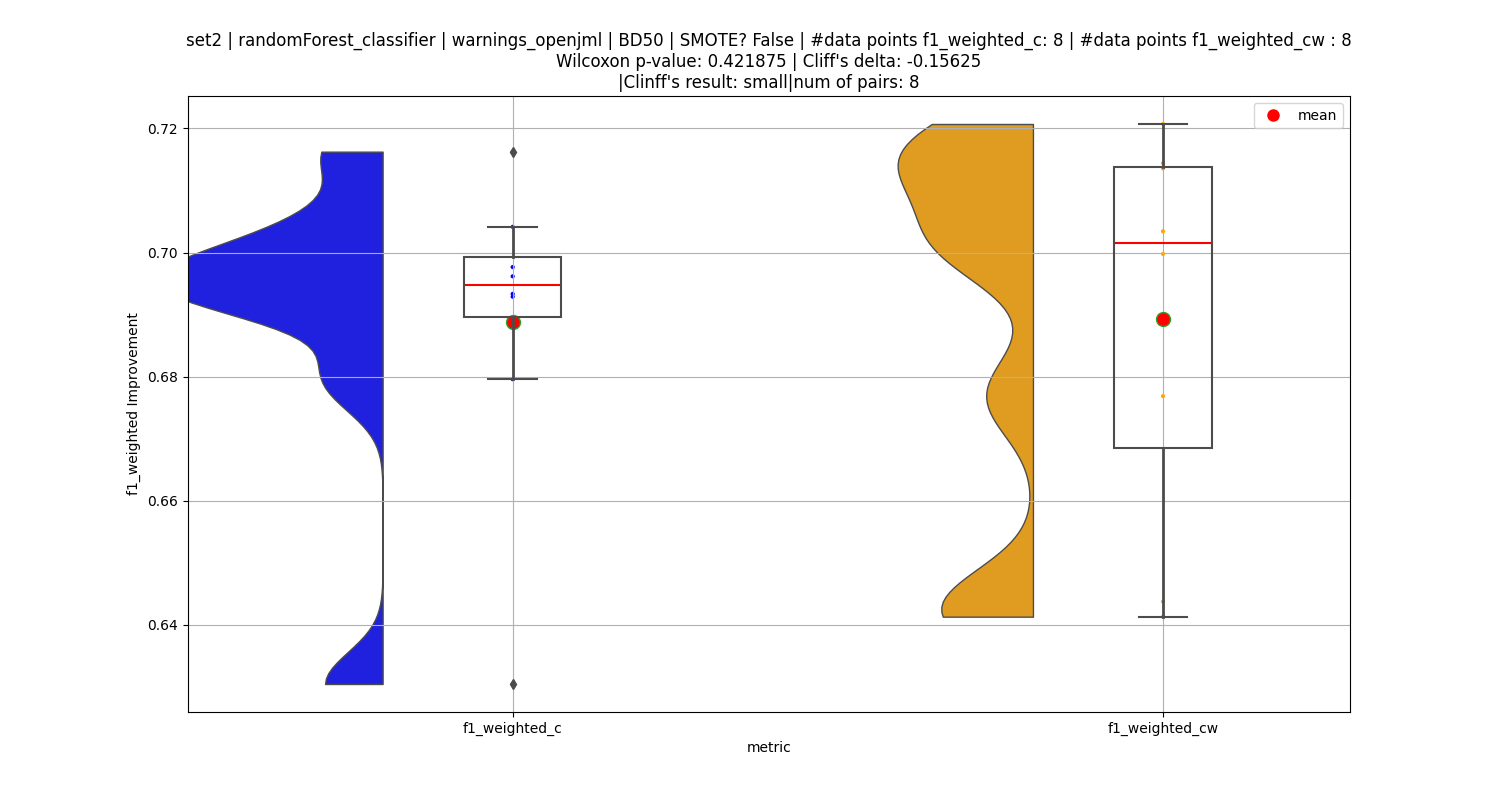 set2 | randomForest_classifier | warnings_openjml | BD50 | SMOTE? False | #data points f1_weighted_c: 8 | #data points f1_weighted_cw : 8
Wilcoxon p-value: 0.421875 | Cliff's delta: -0.15625
|Clinff's result: small|num of pairs: 8
mean
0.72
0.70
0.68
0.66
0.64
f1_weighted Improvement
f1_weighted_c
f1_weighted_cw
metric